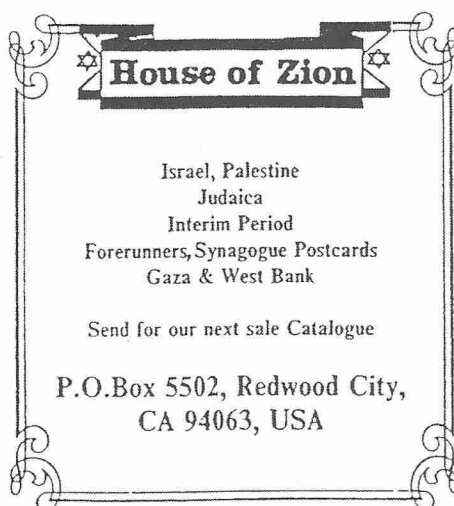 House of Zion
Israel, Palestine
Judaica
Interim Period
Forerunners, Synagogue Postcards
Gaza & West Bank
Send for our next sale Catalogue
P.O.Box 5502, Redwood City,
CA 94063, USA